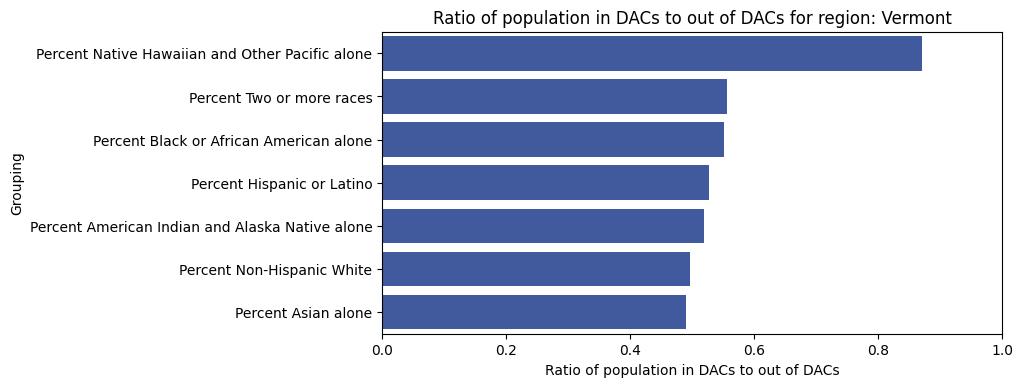 Ratio of population in DACs to out of DACs for region: Vermont
Grouping
Percent Native Hawaiian and Other Pacific alone
Percent Two or more races
Percent Black or African American alone
Percent Hispanic or Latino
Percent American Indian and Alaska Native alone
Percent Non-Hispanic White
Percent Asian alone
0.0 0.2 0.4 0.6 0.8 1.0
Ratio of population in DACs to out of DACs